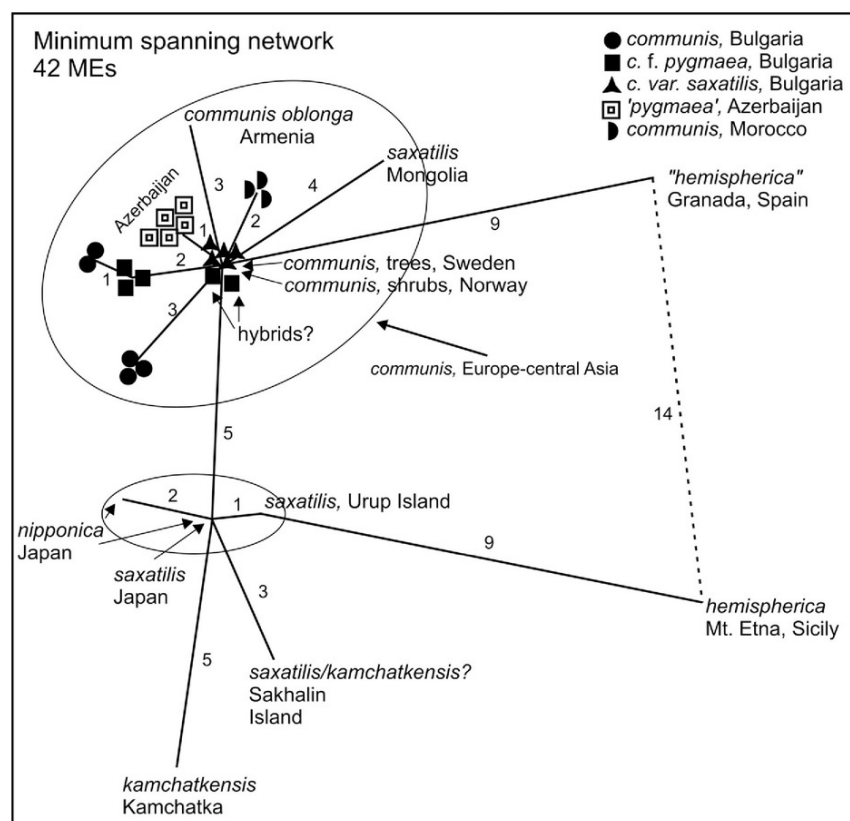 Minimum spanning network
42 MEs
communis, Bulgaria
c. f. pygmaea, Bulgaria
c. var. saxatilis, Bulgaria
'pygmaea', Azerbaijan
communis, Morocco
communis oblonga
Armenia
saxatilis
Mongolia
"hemispherica"
Granada, Spain
Azerbaijan
3
4
9
1
2
2
1
communis, trees, Sweden
communis, shrubs, Norway
3
hybrids?
communis, Europe-central Asia
14
5
2
1
saxatilis, Urup Island
nipponica
Japan
saxatilis
Japan
9
3
hemispherica
Mt. Etna, Sicily
5
saxatilis/kamchatkensis?
Sakhalin
Island
kamchatkensis
Kamchatka